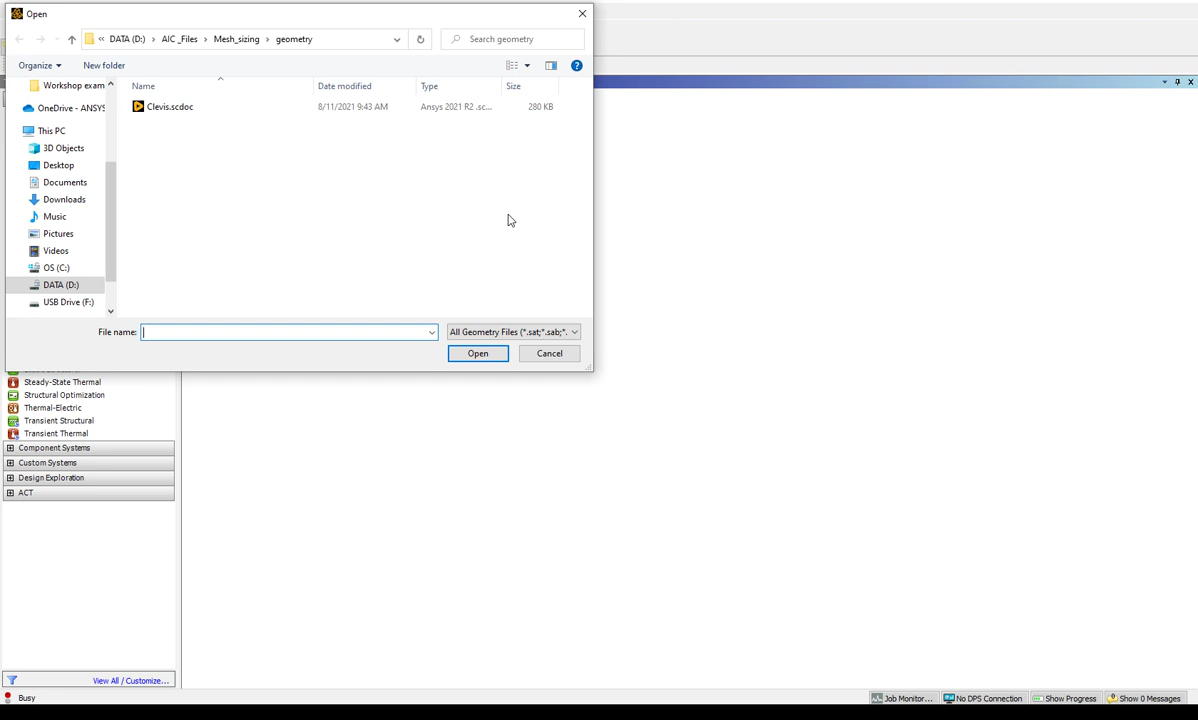 Open
« DATA (D:) › AIC _Files › Mesh_sizing › geometry
Search geometry
Organize
New folder
Workshop exam
OneDrive - ANSYS
This PC
3D Objects
Desktop
Documents
Downloads
Music
Pictures
Videos
OS (C:)
DATA (D:)
USB Drive (F:)
Name
Date modified
Type
Size
Clevis.scdoc
8/11/2021 9:43 AM
Ansys 2021 R2 .sc...
280 KB
File name:
All Geometry Files (*.sat;*.sab;*.
Open
Cancel
Steady-State Thermal
Structural Optimization
Thermal-Electric
Transient Structural
Transient Thermal
Component Systems
Custom Systems
Design Exploration
ACT
View All / Customize...
Busy
Job Monitor...
No DPS Connection
Show Progress
Show 0 Messages